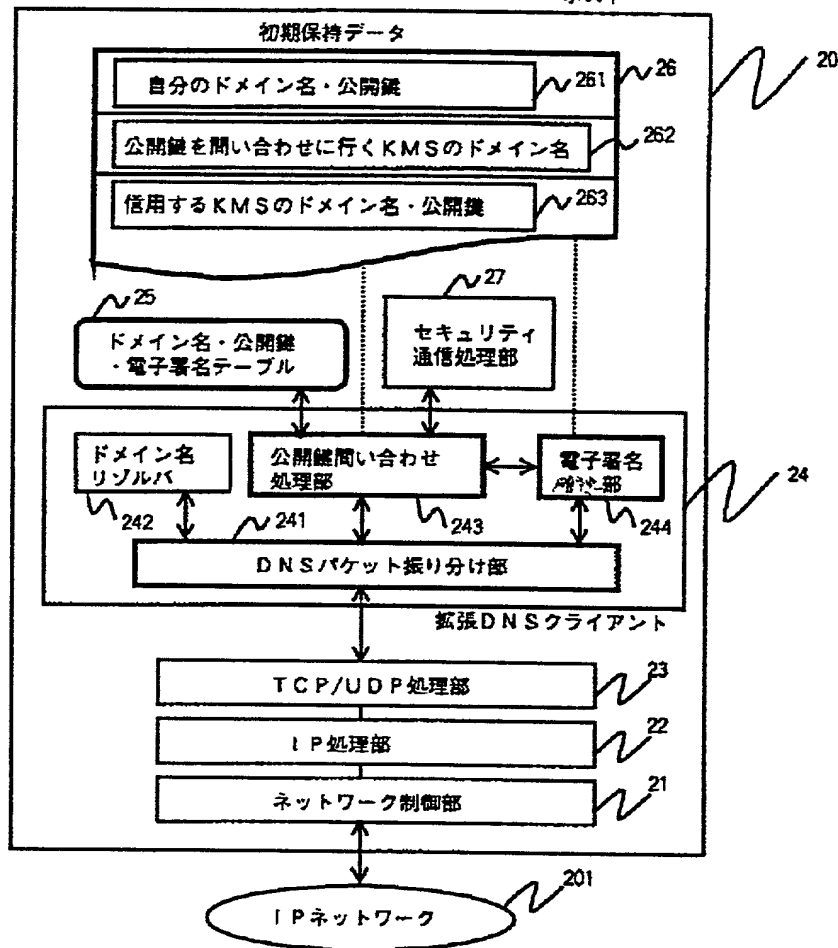 初期保持データ
20
26
自分のドメイン名・公開鍵
261
公開鍵を問い合わせに行くKMSのドメイン名
262
信用するKMSのドメイン名・公開鍵
263
25
27
ドメイン名・公開鍵
・電子署名テーブル
セキュリティ
通信処理部
ドメイン名
リゾルバ
公開鍵問い合わせ
処理部
電子署名
部
24
242
241
243
244
DNSパケット振り分け部
拡張DNSクライアント
TCP/UDP処理部
23
IP処理部
22
ネットワーク制御部
21
201
IPネットワーク